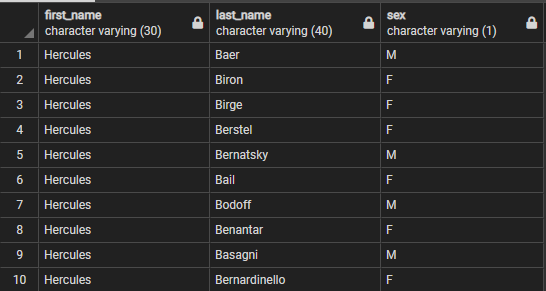 first_name last_name sex
character varying (30) character varying (40) character varying (1)
1 Hercules Baer M
2 Hercules Biron F
3 Hercules Birge F
4 Hercules Berstel F
5 Hercules Bernatsky M
6 Hercules Bail F
7 Hercules Bodoff M
8 Hercules Benantar F
9 Hercules Basagni M
10 Hercules Bernardinello F